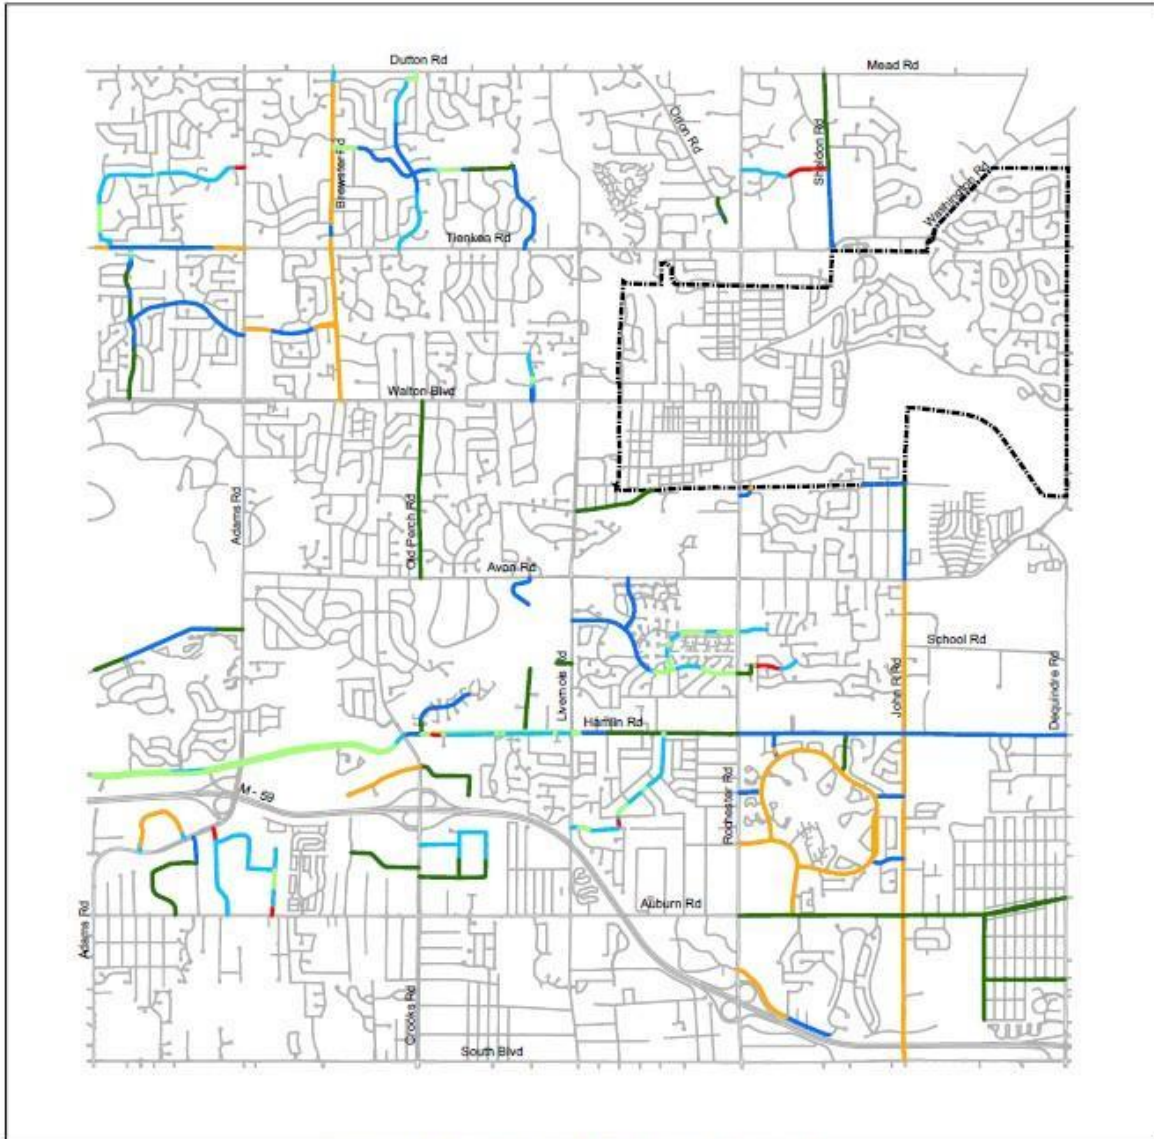 Dutton Rd
Mead Rd
Orion Rd
Sheldon Rd
Brewster Rd
Washington Rd
Tienken Rd
Walton Blvd
Adams Rd
Old Perch Rd
Avon Rd
School Rd
Livernois Rd
John R Rd
Dequindre Rd
Hamlin Rd
M - 59
Rochester Rd
Auburn Rd
Adams Rd
Crooks Rd
South Blvd